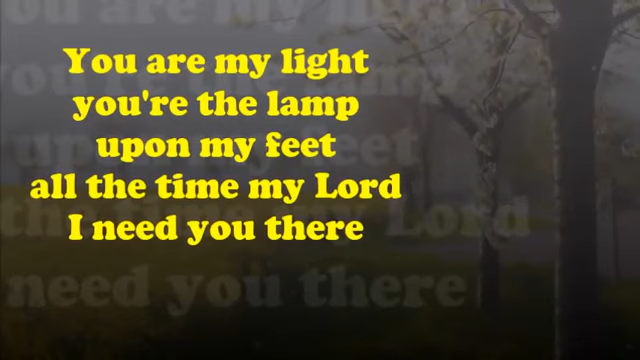 You are my light
you're the lamp
upon my feet
all the time my Lord
I need you there